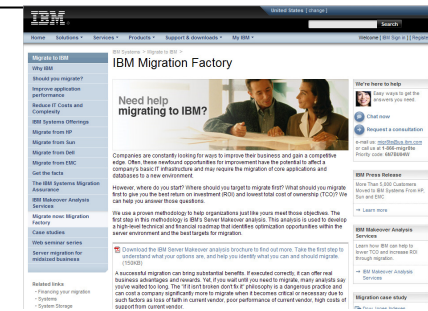 United States [ change ]
IBM
Search
Home Solutions Services Products Support & downloads My IBM
Welcome [ IBM Sign in ] [ Register
IBM Systems > Migrate to IBM >
IBM Migration Factory
Migrate to IBM
Why IBM
Should you migrate?
Improve application
performance
Reduce IT Costs and
Complexity
IBM Systems Offerings
Migrate from HP
Migrate from Sun
Migrate from Dell
Migrate from EMC
Get the facts
The IBM Systems Migration
Assurance
IBM Makeover Analysis
Services
Migrate now: Migration
Factory
Case studies
Web seminar series
Server migration for
midsized business
Related links
- Financing your migration
- Systems
- System Storage
Need help
migrating to IBM?
Companies are constantly looking for ways to improve their business and gain a competitive
edge. Often, these newfound opportunities for improvement have the potential to affect a
company's basic IT infrastructure and may require the migration of core applications and
databases to a new environment.
However, where do you start? Where should you target to migrate first? What should you migrate
first to give you the best return on investment (ROI) and lowest total cost of ownership (TCO)? We
can help you answer those questions.
We use a proven methodology to help organizations just like yours meet those objectives. The
first step in this methodology is IBM's Server Makeover analysis. This analysis is used to develop
a high-level technical and financial roadmap that identifies optimization opportunities within the
server environment and the best targets for migration.
Download the IBM Server Makeover analysis brochure to find out more. Take the first step to
understand what your options are, and help you identify what you can and should migrate.
(150KB)
A successful migration can bring substantial benefits. If executed correctly, it can offer real
business advantages and rewards. Yet, if you wait until you need to migrate, many analysts say
you've waited too long. The 'If it isn't broken don't fix it' philosophy is a dangerous practice and
can cost a company significantly more to migrate when it becomes critical or necessary due to
such factors as loss of faith in current vendor, poor performance of current vendor, high costs of
support from current vendor.
We're here to help
Easy ways to get the
answers you need.
Chat now
Request a consultation
or call us at 1-866-migr8te
Priority code:
IBM Press Release
More Than 5,000 Customers
Moved to IBM Systems From HP,
Sun and EMC
Learn more
IBM Makeover Analysis
Services
Learn how IBM can help to
lower TCO and increase ROI
through migration.
IBM Makeover Analysis
Services
Migration case study